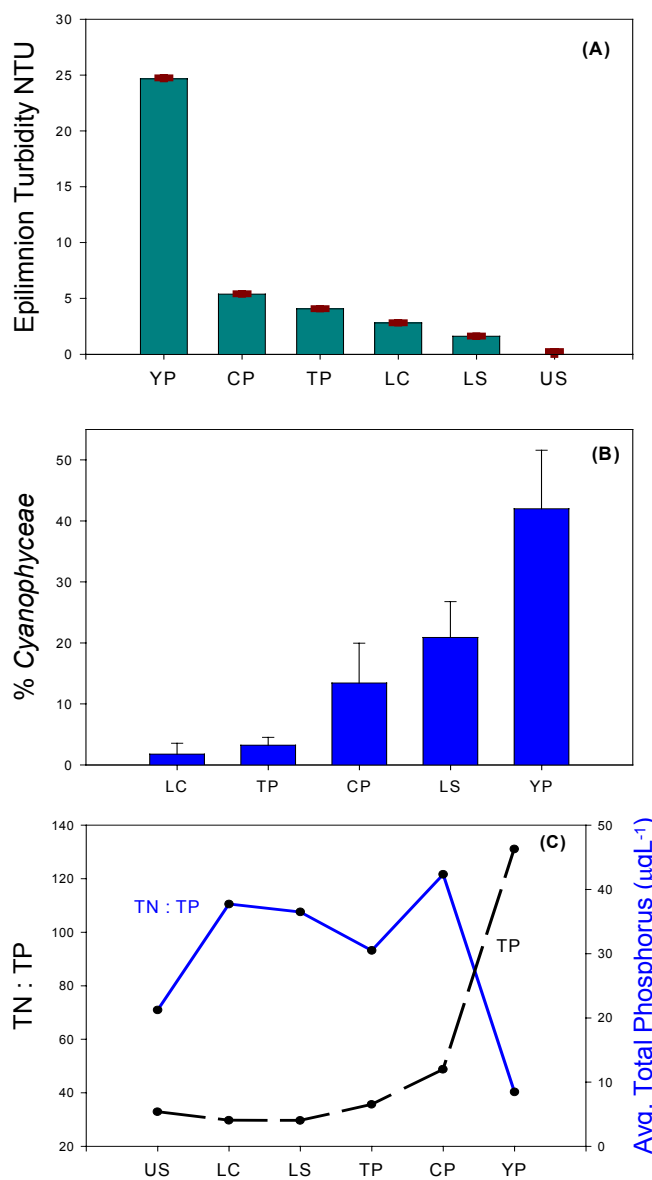 30
(A)
25
20
15
10
5
0
Epilimnion Turbidity NTU
YP CP TP LC LS US
(B)
50
40
30
20
10
0
% Cyanophyceae
LC TP CP LS YP
140 50
(C)
120 40
TN : TP
100 30
TP
80
20
60
10
40
20 0
TN : TP
Avg. Total Phosphorus (µgL⁻¹)
US LC LS TP CP YP